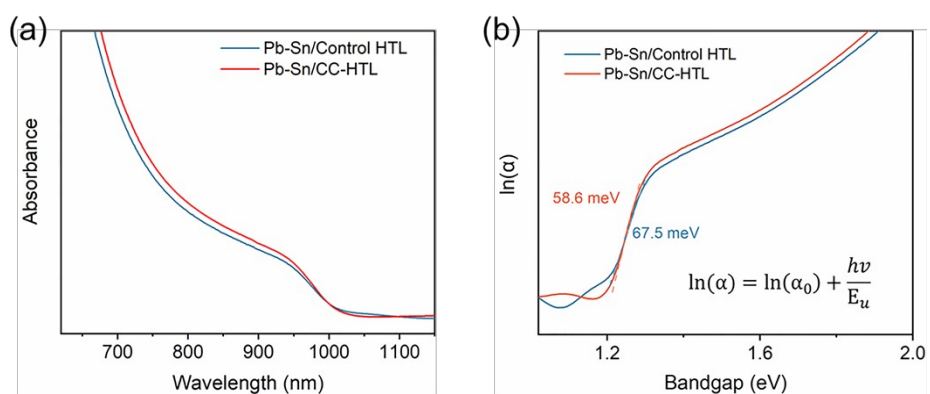 (a)
Pb-Sn/Control HTL
Pb-Sn/CC-HTL
Absorbance
700
800
900
1000
1100
Wavelength (nm)
(b)
Pb-Sn/Control HTL
Pb-Sn/CC-HTL
ln(α)
58.6 meV
67.5 meV
ln(α) = ln(α₀) + hν/Eᵤ
1.2
1.6
2.0
Bandgap (eV)